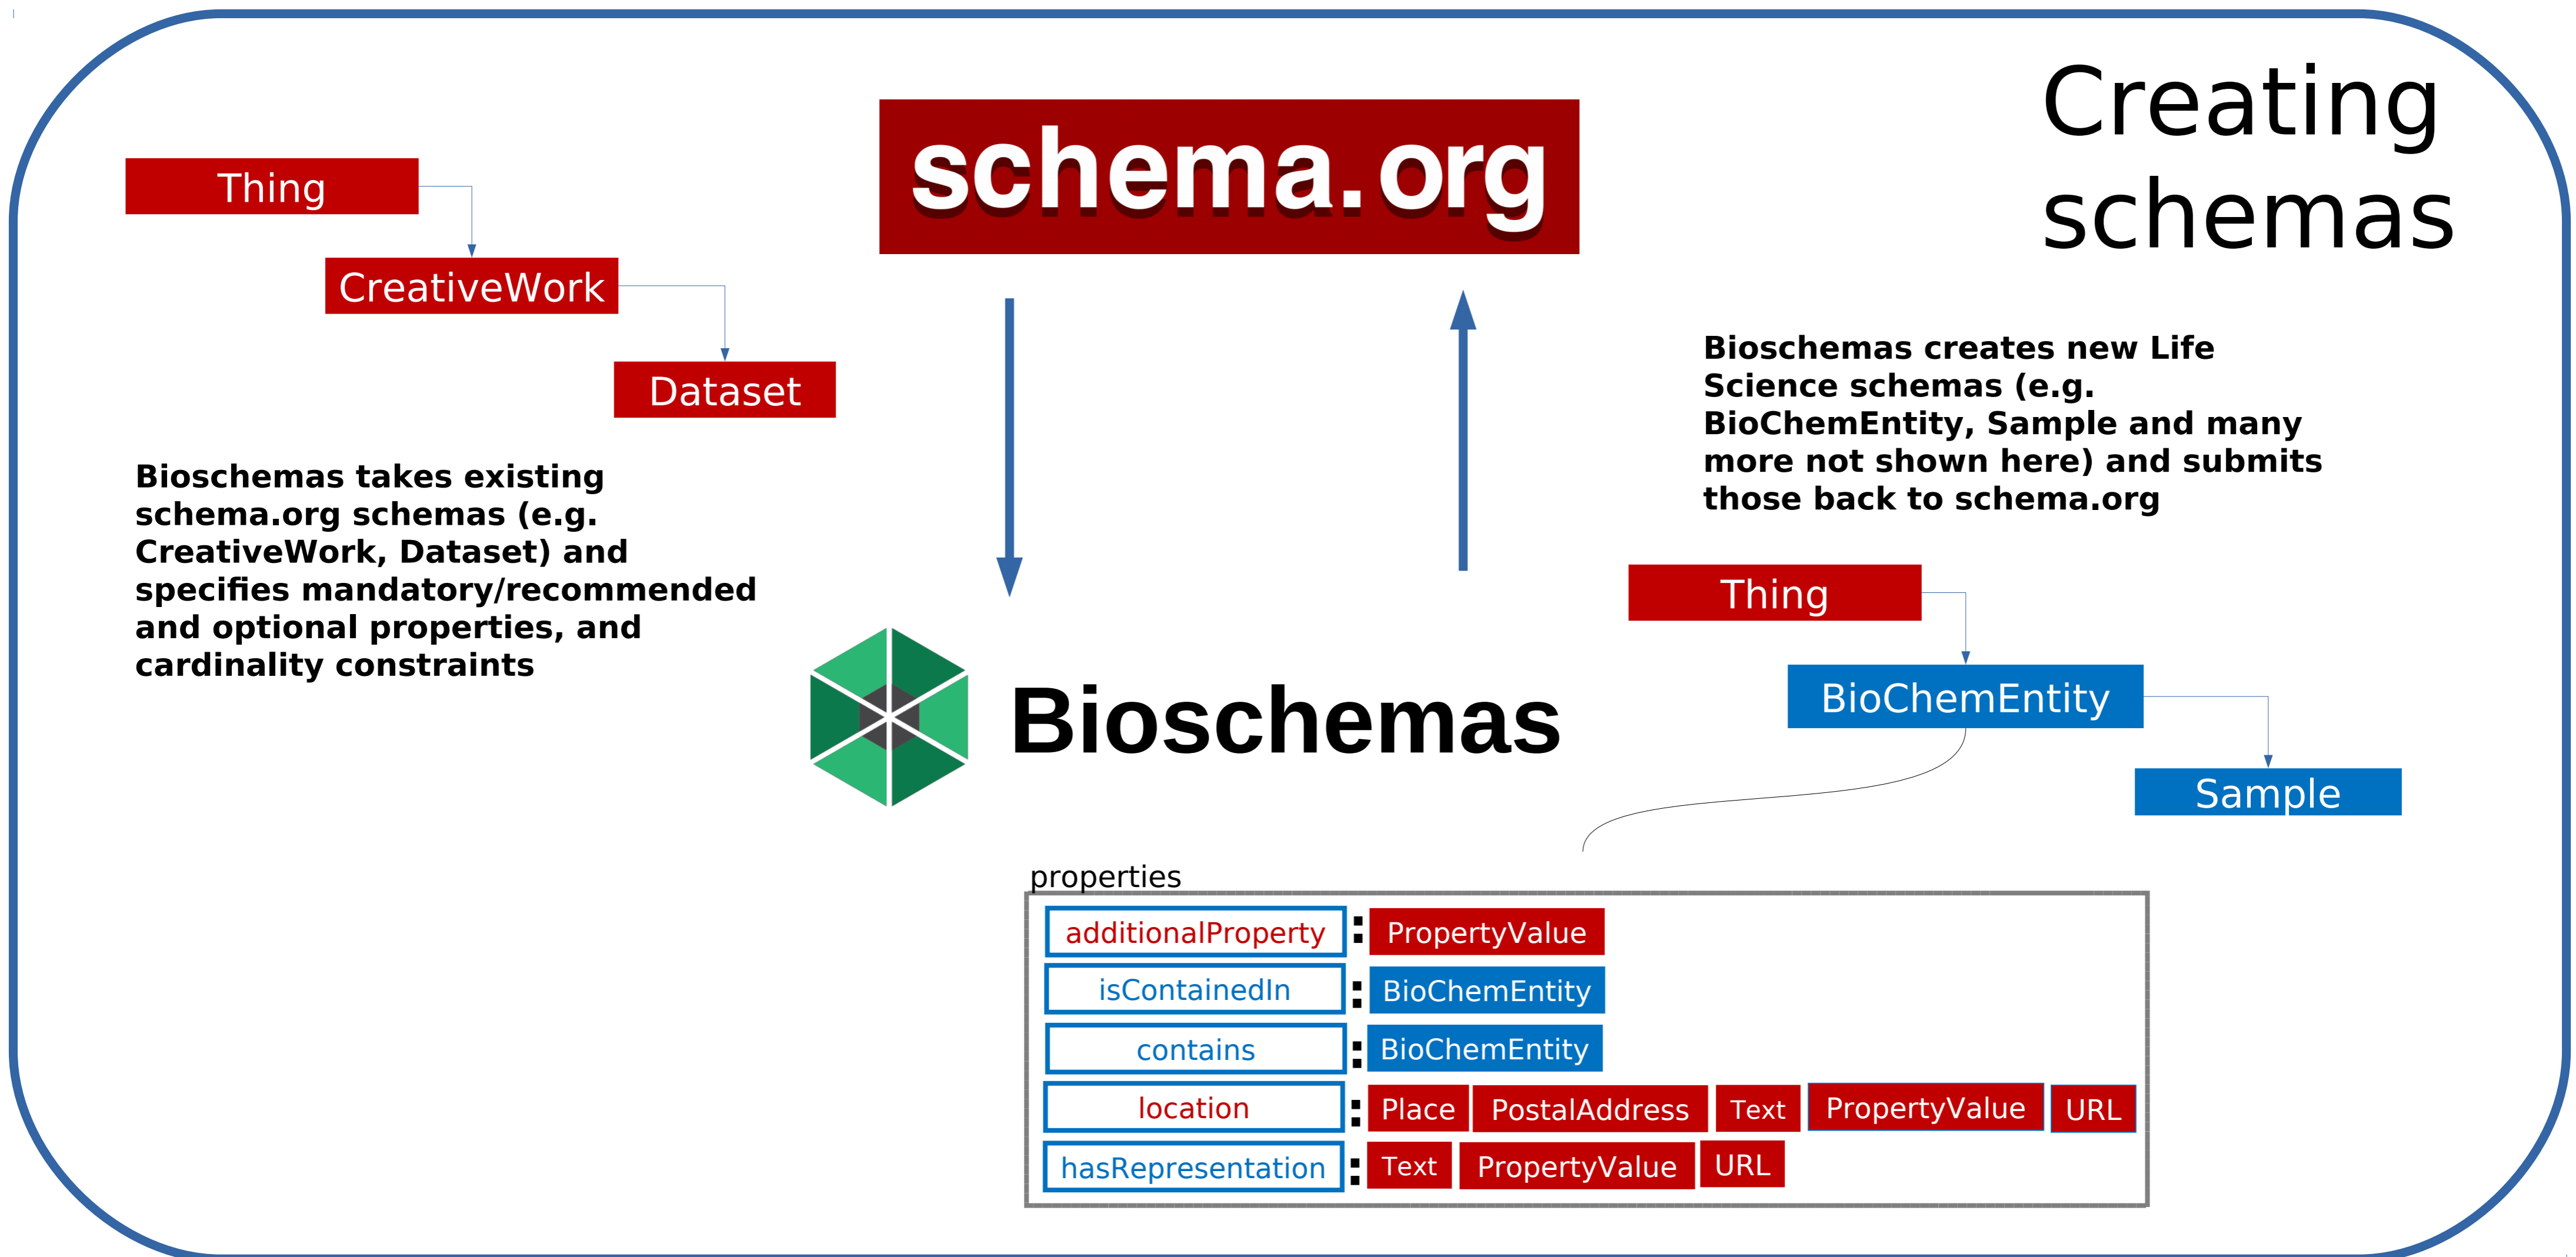 Creating
schemas
schema.org
Thing
CreativeWork
Dataset
Bioschemas takes existing
schema.org schemas (e.g.
CreativeWork, Dataset) and
specifies mandatory/recommended
and optional properties, and
cardinality constraints
Bioschemas creates new Life
Science schemas (e.g.
BioChemEntity, Sample and many
more not shown here) and submits
those back to schema.org
Thing
BioChemEntity
Sample
Bioschemas
properties
additionalProperty : PropertyValue
isContainedIn : BioChemEntity
contains : BioChemEntity
location : Place PostalAddress Text PropertyValue URL
hasRepresentation : Text PropertyValue URL